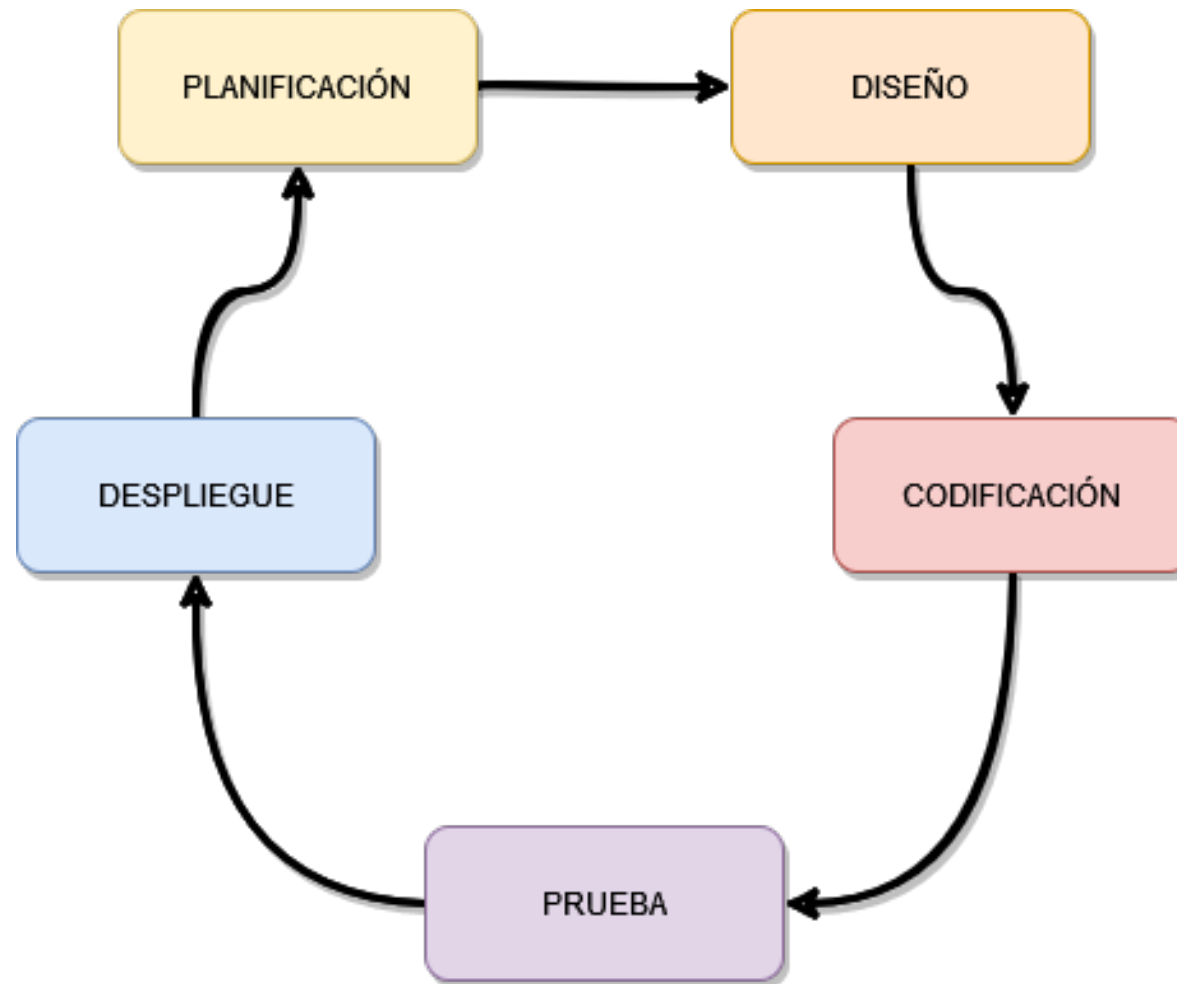 PLANIFICACIÓN
DISEÑO
DESPLIEGUE
CODIFICACIÓN
PRUEBA